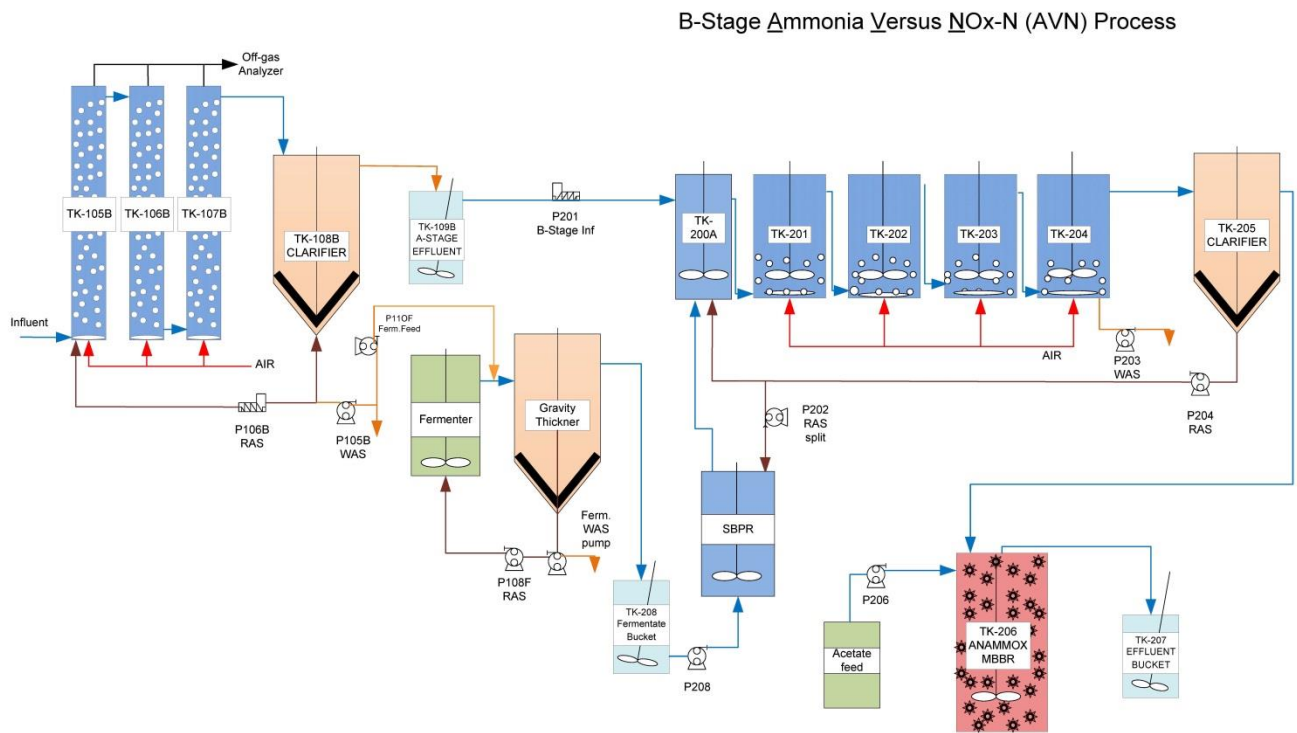 B-Stage Ammonia Versus NOx-N (AVN) Process
Off-gas
Analyzer
TK-105B
TK-106B
TK-107B
TK-108B
CLARIFIER
TK-109B
A-STAGE
EFFLUENT
P201
B-Stage Inf
TK-
200A
TK-201
TK-202
TK-203
TK-204
TK-205
CLARIFIER
Influent
AIR
P106B
RAS
P105B
WAS
P11OF
Ferm.Feed
Fermenter
Gravity
Thickner
P108F
RAS
Ferm.
WAS
pump
TK-208
Fermentate
Bucket
P208
SBPR
P202
RAS
split
AIR
P203
WAS
P204
RAS
P206
Acetate
feed
TK-206
ANAMMOX
MBBR
TK-207
EFFLUENT
BUCKET